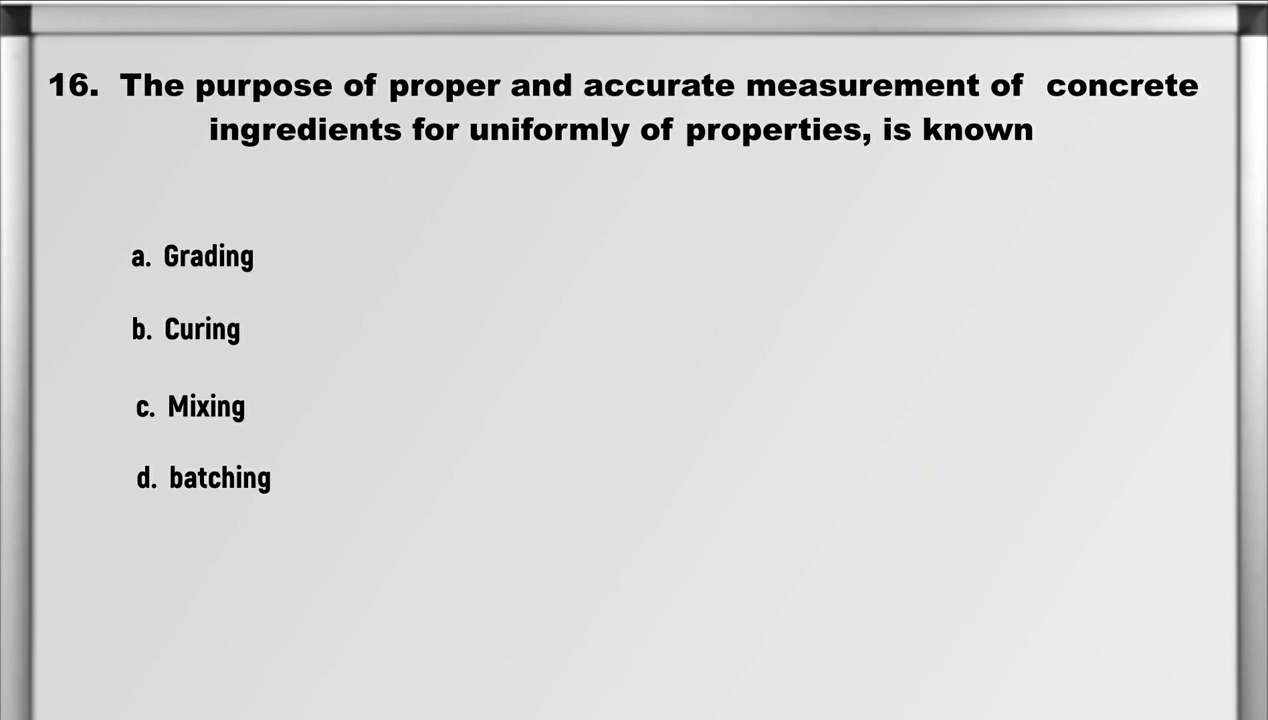 16. The purpose of proper and accurate measurement of concrete
ingredients for uniformly of properties, is known
a. Grading
b. Curing
c. Mixing
d. batching